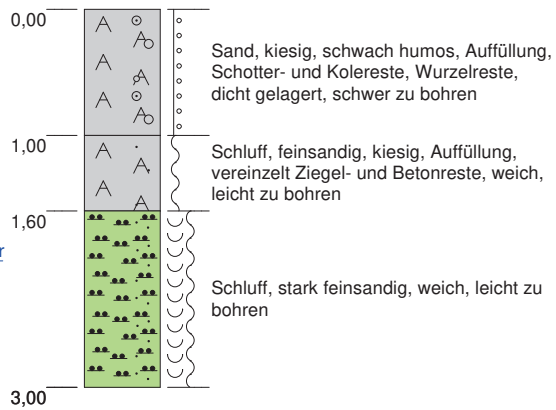 0,00
Sand, kiesig, schwach humos, Auffüllung,
Schotter- und Kolereste, Wurzelreste,
dicht gelagert, schwer zu bohren
1,00
Schluff, feinsandig, kiesig, Auffüllung,
vereinzelt Ziegel- und Betonreste, weich,
leicht zu bohren
1,60
r
Schluff, stark feinsandig, weich, leicht zu
bohren
3,00